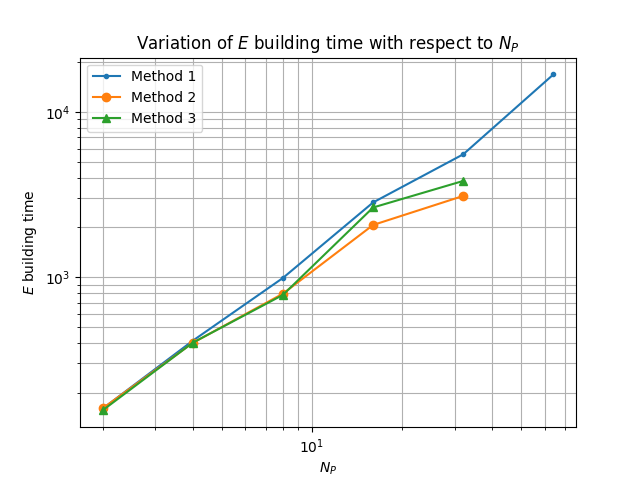 Variation of E building time with respect to N_P
Method 1
Method 2
Method 3
10^4
10^3
E building time
10^1
N_P